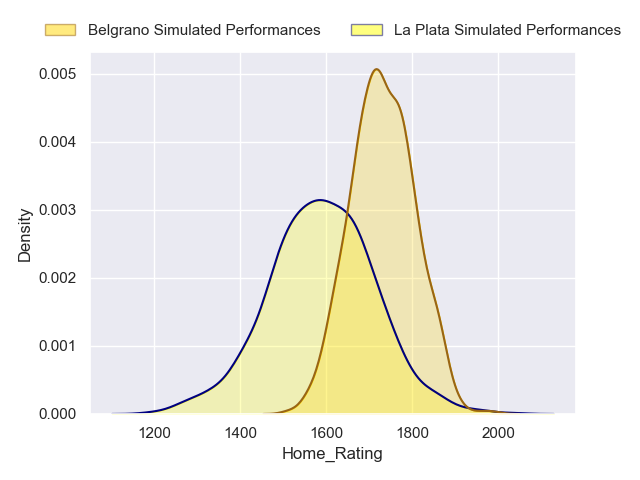 Belgrano Simulated Performances La Plata Simulated Performances
0.005
0.004
0.003
0.002
0.001
0.000
Density
1200 1400 1600 1800 2000
Home_Rating